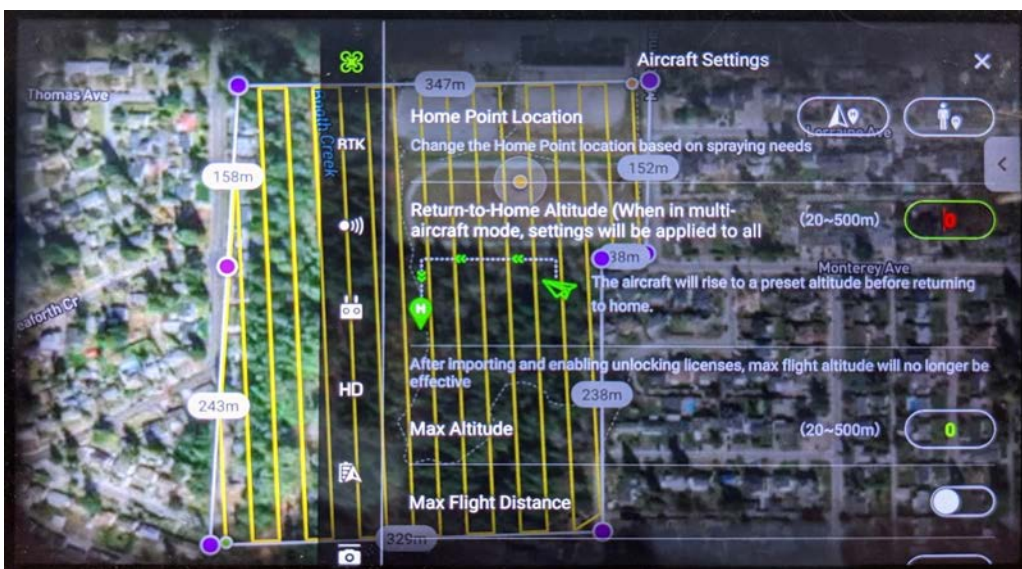 Aircraft Settings
347m
Thomas Ave
Home Point Location
Lorraine Ave
Change the Home Point location based on spraying needs
RTK
158m
152m
Return-to-Home Altitude (When in multi-
aircraft mode, settings will be applied to all
(20~500m)
0
38m
Monterey Ave
The aircraft will rise to a preset altitude before returning
to home.
H
eaforth Cr
After importing and enabling unlocking licenses, max flight altitude will no longer be
effective
HD
238m
243m
Max Altitude
(20~500m)
0
Max Flight Distance
329m